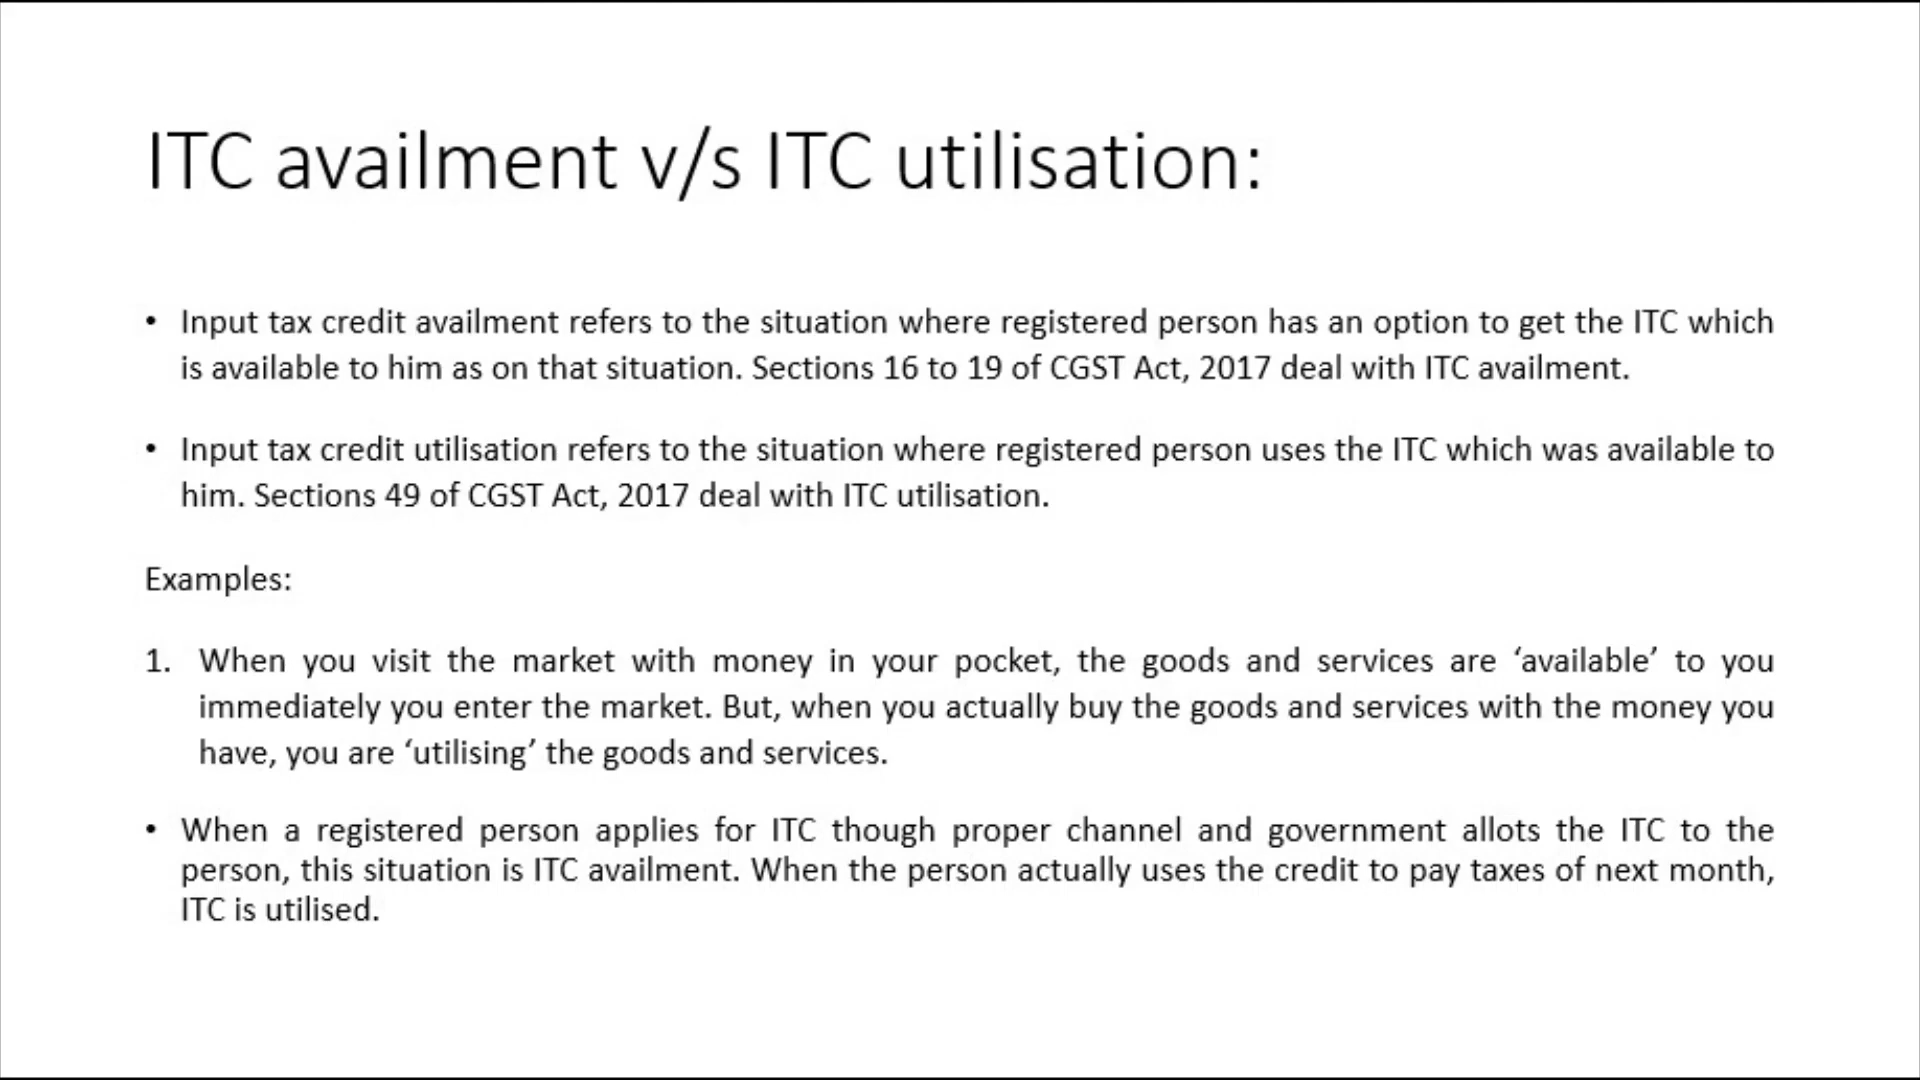 ITC availment v/s ITC utilisation:
• Input tax credit availment refers to the situation where registered person has an option to get the ITC which
is available to him as on that situation. Sections 16 to 19 of CGST Act, 2017 deal with ITC availment.
• Input tax credit utilisation refers to the situation where registered person uses the ITC which was available to
him. Sections 49 of CGST Act, 2017 deal with ITC utilisation.
Examples:
1. When you visit the market with money in your pocket, the goods and services are ‘available’ to you
immediately you enter the market. But, when you actually buy the goods and services with the money you
have, you are ‘utilising’ the goods and services.
• When a registered person applies for ITC though proper channel and government allots the ITC to the
person, this situation is ITC availment. When the person actually uses the credit to pay taxes of next month,
ITC is utilised.